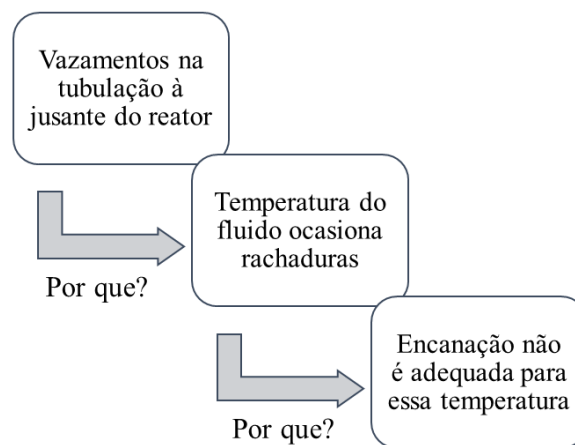 Vazamentos na
tubulação à
jusante do reator
Temperatura do
fluido ocasiona
rachaduras
Por que?
Encanação não
é adequada para
essa temperatura
Por que?